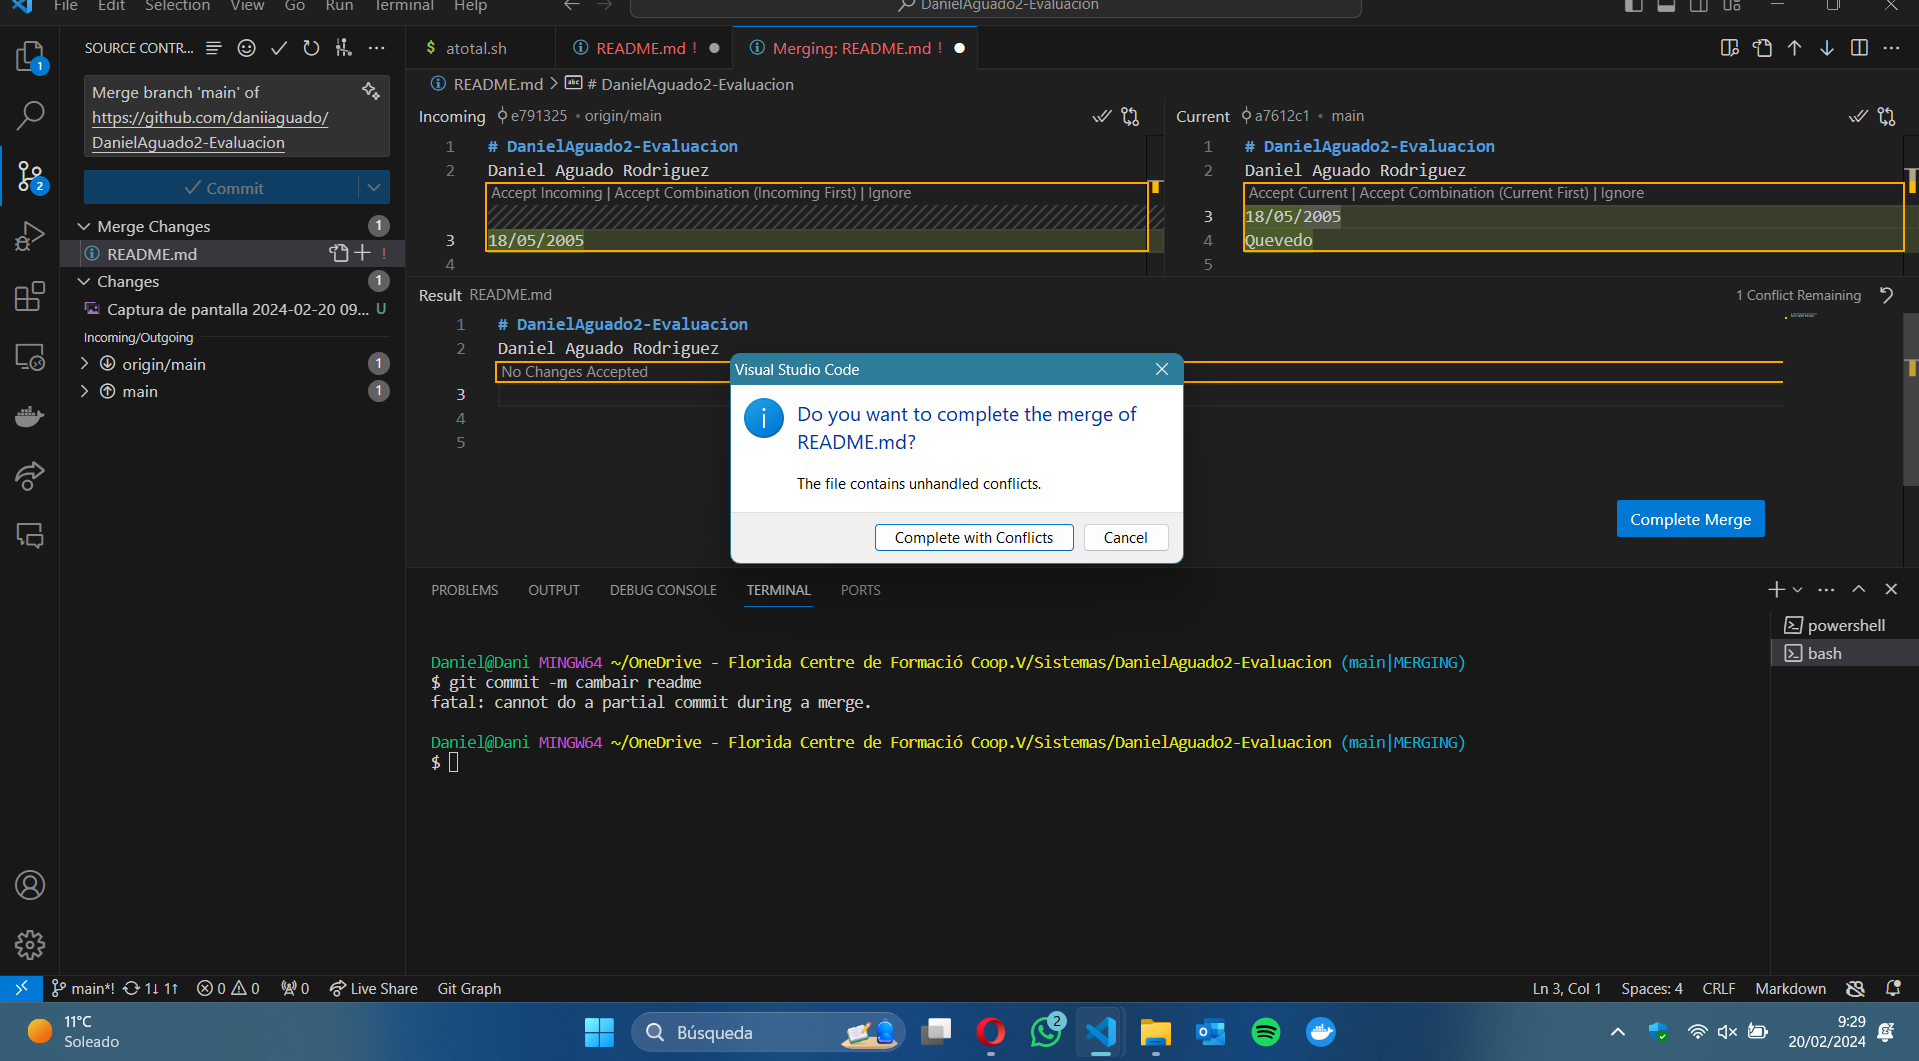 File Edit Selection View Go Run Terminal Help
DanielAguado2-Evaluacion
SOURCE CONTR...
Merge branch 'main' of
https://github.com/daniiaguado/
DanielAguado2-Evaluacion
Commit
Merge Changes 1
README.md !
Changes 1
Captura de pantalla 2024-02-20 09... U
Incoming/Outgoing
origin/main 1
main 1
1
2
$ atotal.sh
README.md !
Merging: README.md !
README.md > abc # DanielAguado2-Evaluacion
Incoming e791325 • origin/main
1 # DanielAguado2-Evaluacion
2 Daniel Aguado Rodriguez
Accept Incoming | Accept Combination (Incoming First) | Ignore
3 18/05/2005
4
Current a7612c1 • main
1 # DanielAguado2-Evaluacion
2 Daniel Aguado Rodriguez
Accept Current | Accept Combination (Current First) | Ignore
3 18/05/2005
4 Quevedo
5
Result README.md
1 Conflict Remaining
1 # DanielAguado2-Evaluacion
2 Daniel Aguado Rodriguez
No Changes Accepted
3
4
5
Visual Studio Code
Do you want to complete the merge of
README.md?
The file contains unhandled conflicts.
Complete with Conflicts
Cancel
Complete Merge
PROBLEMS OUTPUT DEBUG CONSOLE TERMINAL PORTS
powershell
bash
Daniel@Dani MINGW64 ~/OneDrive - Florida Centre de Formació Coop.V/Sistemas/DanielAguado2-Evaluacion (main|MERGING)
$ git commit -m cambair readme
fatal: cannot do a partial commit during a merge.
Daniel@Dani MINGW64 ~/OneDrive - Florida Centre de Formació Coop.V/Sistemas/DanielAguado2-Evaluacion (main|MERGING)
$
main*! 1↓ 1↑ 0 0 0 Live Share Git Graph
Ln 3, Col 1 Spaces: 4 CRLF Markdown
11°C
Soleado
Búsqueda
2
9:29
20/02/2024